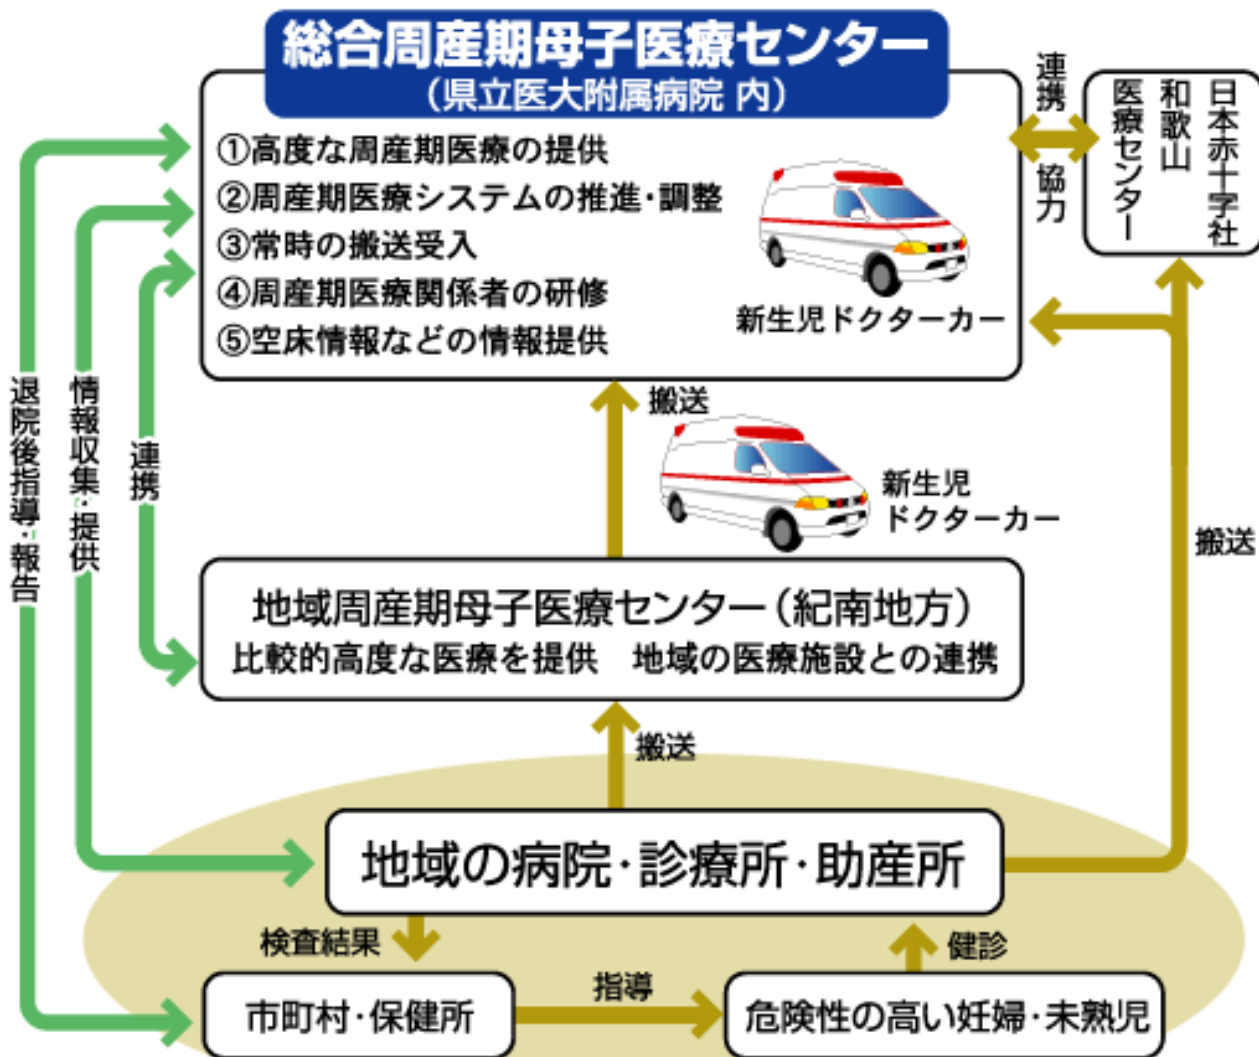 総合周産期母子医療センター
（県立医大附属病院 内）
①高度な周産期医療の提供
②周産期医療システムの推進・調整
③常時の搬送受入
④周産期医療関係者の研修
⑤空床情報などの情報提供
新生児ドクターカー
連携
協力
日本赤十字社
和歌山
医療センター
退院後指導・報告
情報収集・提供
連携
搬送
新生児
ドクターカー
搬送
地域周産期母子医療センター（紀南地方）
比較的高度な医療を提供　地域の医療施設との連携
搬送
地域の病院・診療所・助産所
検査結果
健診
市町村・保健所
指導
危険性の高い妊婦・未熟児